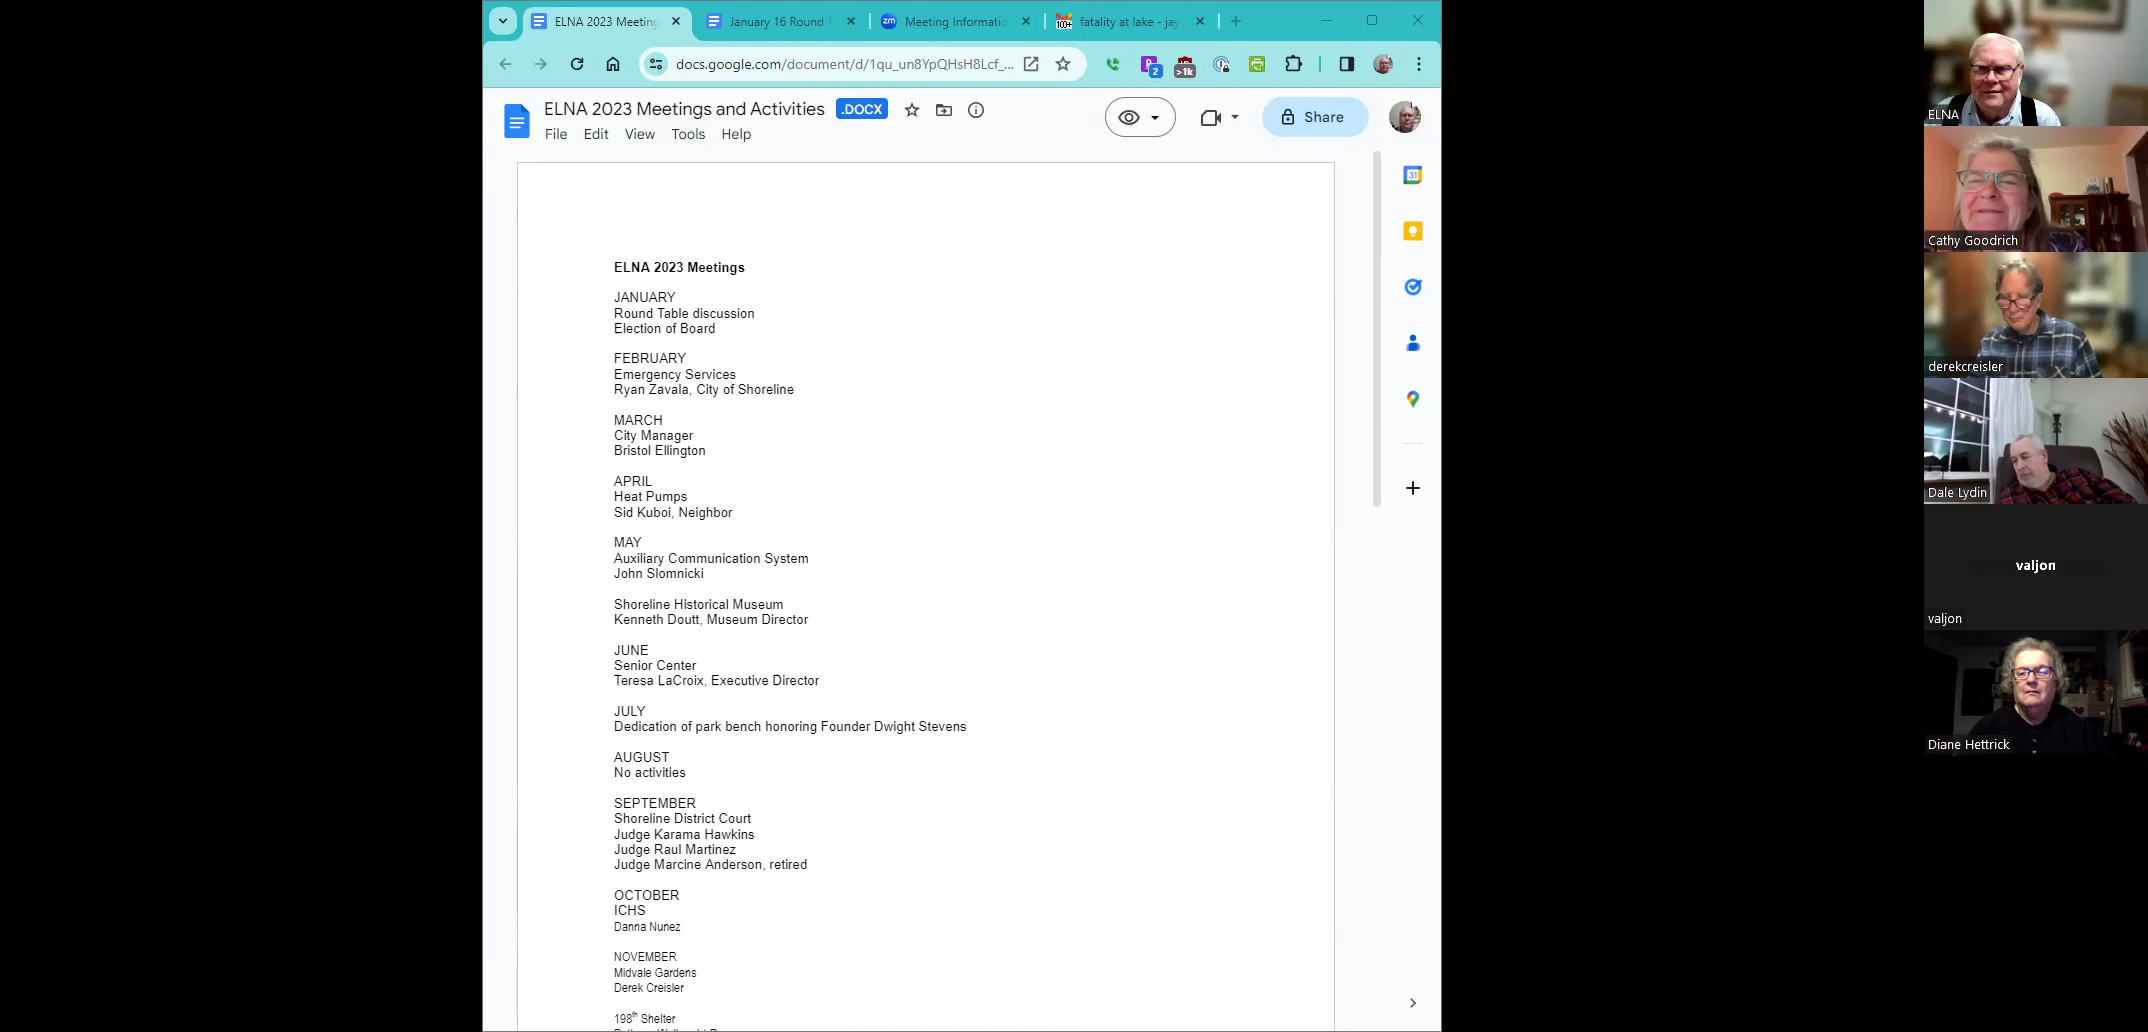 ELNA 2023 Meeting
January 16 Round T
Meeting Informatio
fatality at lake - jay
docs.google.com/document/d/1qu_un8YpQHsH8Lcf_...
ELNA 2023 Meetings and Activities .DOCX
File Edit View Tools Help
Share
ELNA 2023 Meetings
JANUARY
Round Table discussion
Election of Board
FEBRUARY
Emergency Services
Ryan Zavala, City of Shoreline
MARCH
City Manager
Bristol Ellington
APRIL
Heat Pumps
Sid Kuboi, Neighbor
MAY
Auxiliary Communication System
John Slomnicki
Shoreline Historical Museum
Kenneth Doutt, Museum Director
JUNE
Senior Center
Teresa LaCroix, Executive Director
JULY
Dedication of park bench honoring Founder Dwight Stevens
AUGUST
No activities
SEPTEMBER
Shoreline District Court
Judge Karama Hawkins
Judge Raul Martinez
Judge Marcine Anderson, retired
OCTOBER
ICHS
Danna Nunez
NOVEMBER
Midvale Gardens
Derek Creisler
198th Shelter
ELNA
Cathy Goodrich
derekcreisler
Dale Lydin
valjon
valjon
Diane Hettrick
zm
100+
2
>1k
31